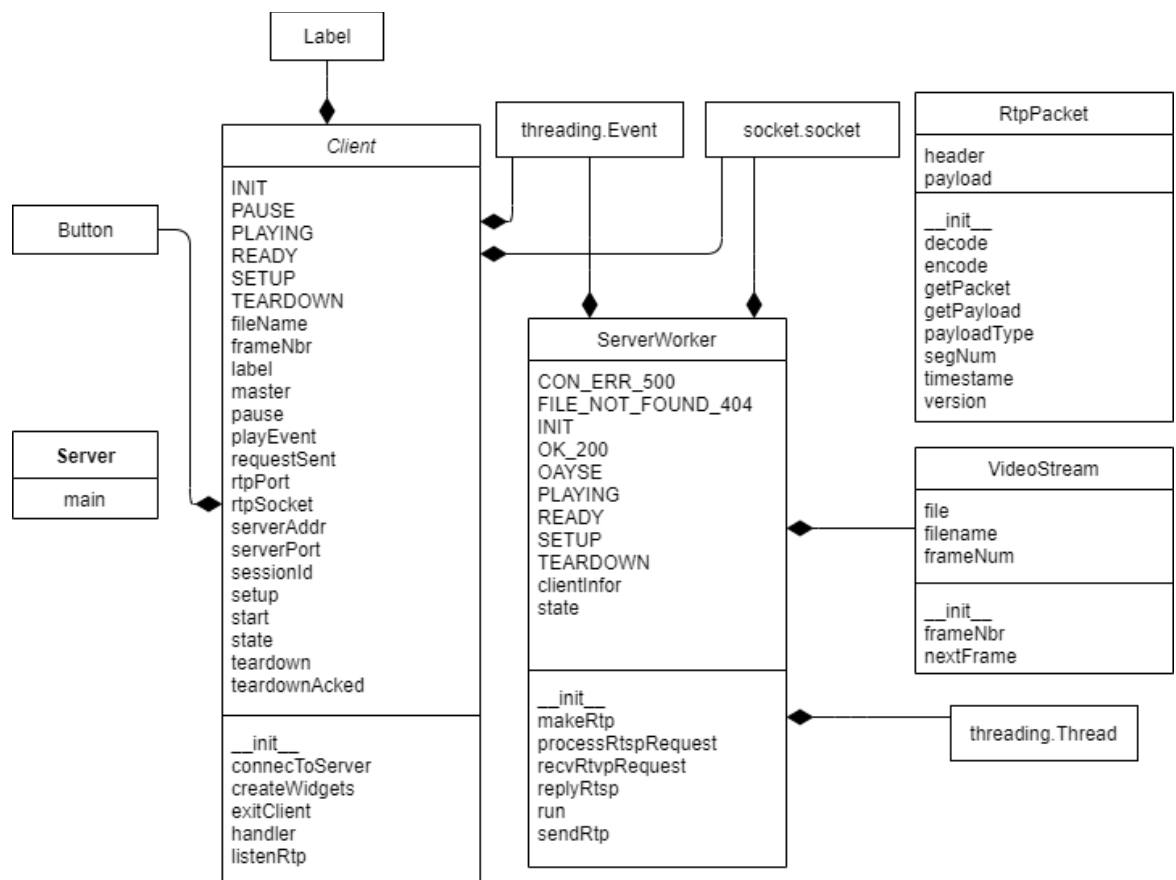 Label
Client
INIT
PAUSE
PLAYING
READY
SETUP
TEARDOWN
fileName
frameNbr
label
master
pause
playEvent
requestSent
rtpPort
rtpSocket
serverAddr
serverPort
sessionId
setup
start
state
teardown
teardownAcked
__init__
connecToServer
createWidgets
exitClient
handler
listenRtp
Button
Server
main
threading.Event
socket.socket
ServerWorker
CON_ERR_500
FILE_NOT_FOUND_404
INIT
OK_200
OAYSE
PLAYING
READY
SETUP
TEARDOWN
clientInfor
state
__init__
makeRtp
processRtspRequest
recvRtvpRequest
replyRtsp
run
sendRtp
RtpPacket
header
payload
__init__
decode
encode
getPacket
getPayload
payloadType
segNum
timestame
version
VideoStream
file
filename
frameNum
__init__
frameNbr
nextFrame
threading.Thread